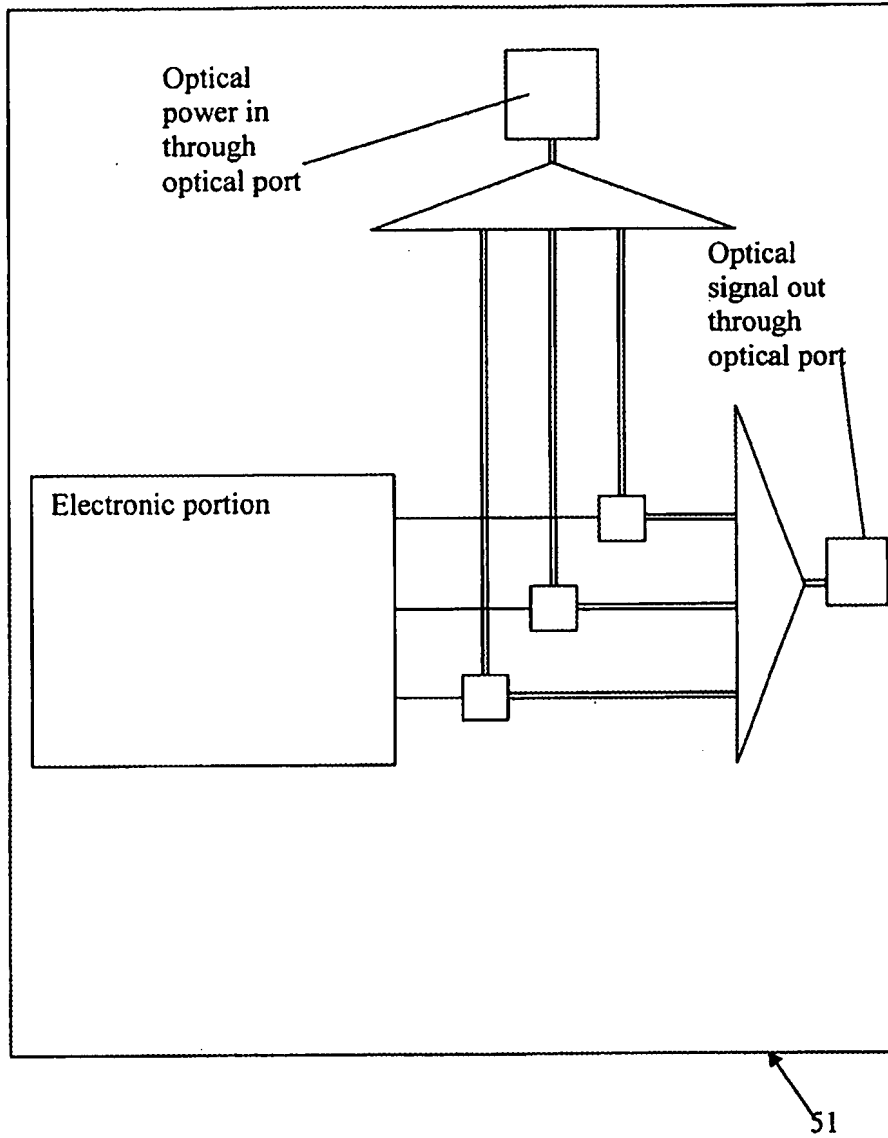 Optical
power in
through
optical port
Optical
signal out
through
optical port
Electronic portion
51